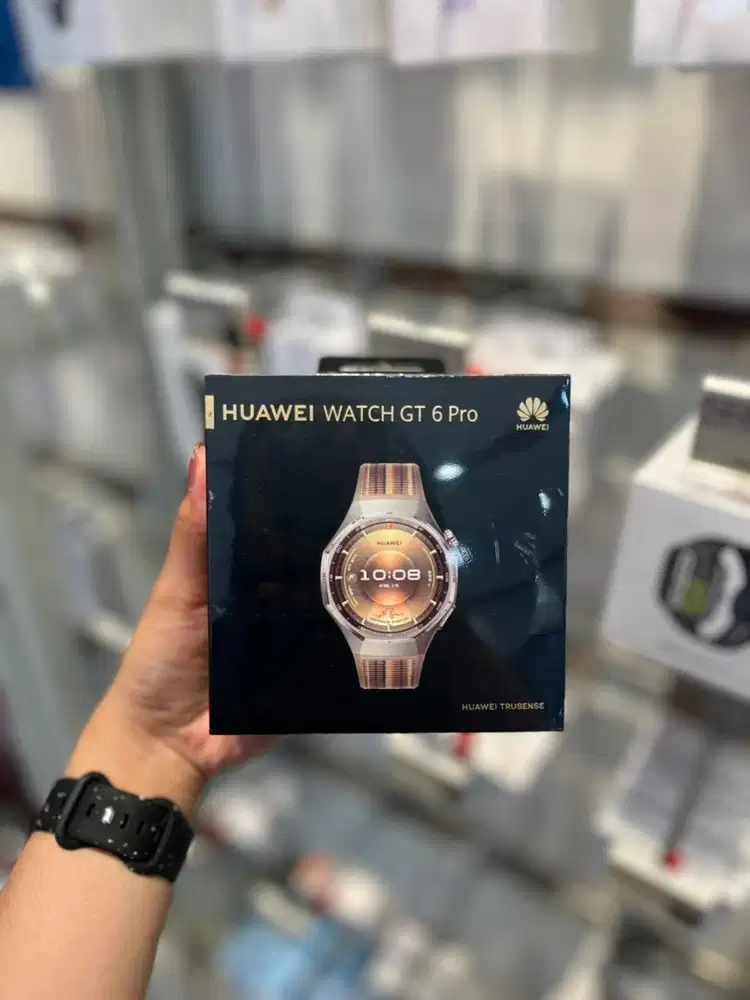 HUAWEI WATCH GT 6 Pro
HUAWEI
HUAWEI
10:08
HUAWEI TRUSENSE